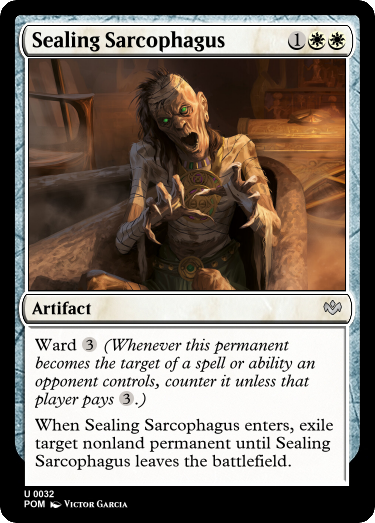 Sealing Sarcophagus 1
Artifact
Ward 3 (Whenever this permanent
becomes the target of a spell or ability an
opponent controls, counter it unless that
player pays 3.)
When Sealing Sarcophagus enters, exile
target nonland permanent until Sealing
Sarcophagus leaves the battlefield.
U 0032
POM Victor Garcia